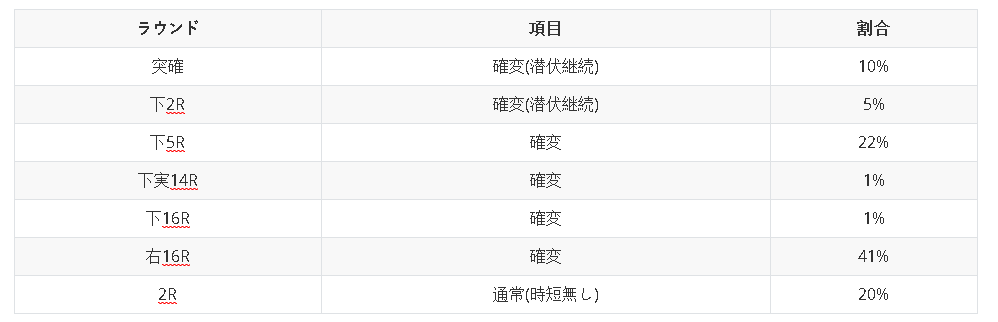 ラウンド 項目 割合
突確 確変(潜伏継続) 10%
下2R 確変(潜伏継続) 5%
下5R 確変 22%
下実14R 確変 1%
下16R 確変 1%
右16R 確変 41%
2R 通常(時短無し) 20%